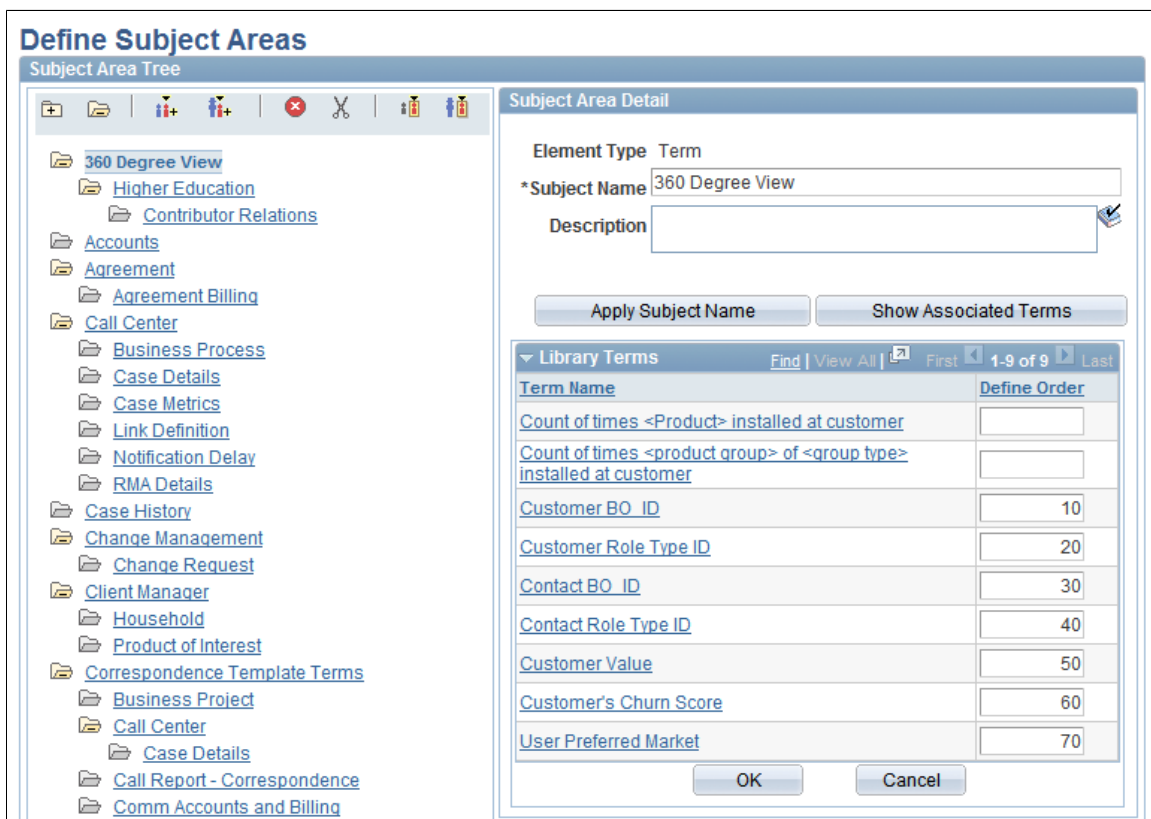 Define Subject Areas
Subject Area Tree
360 Degree View
Higher Education
Contributor Relations
Accounts
Agreement
Agreement Billing
Call Center
Business Process
Case Details
Case Metrics
Link Definition
Notification Delay
RMA Details
Case History
Change Management
Change Request
Client Manager
Household
Product of Interest
Correspondence Template Terms
Business Project
Call Center
Case Details
Call Report - Correspondence
Comm Accounts and Billing
Subject Area Detail
Element Type Term
*Subject Name 360 Degree View
Description
Apply Subject Name Show Associated Terms
Library Terms Find | View All | First 1-9 of 9 Last
Term Name Define Order
Count of times <Product> installed at customer
Count of times <product group> of <group type>
installed at customer
Customer BO_ID 10
Customer Role Type ID 20
Contact BO_ID 30
Contact Role Type ID 40
Customer Value 50
Customer's Churn Score 60
User Preferred Market 70
OK Cancel